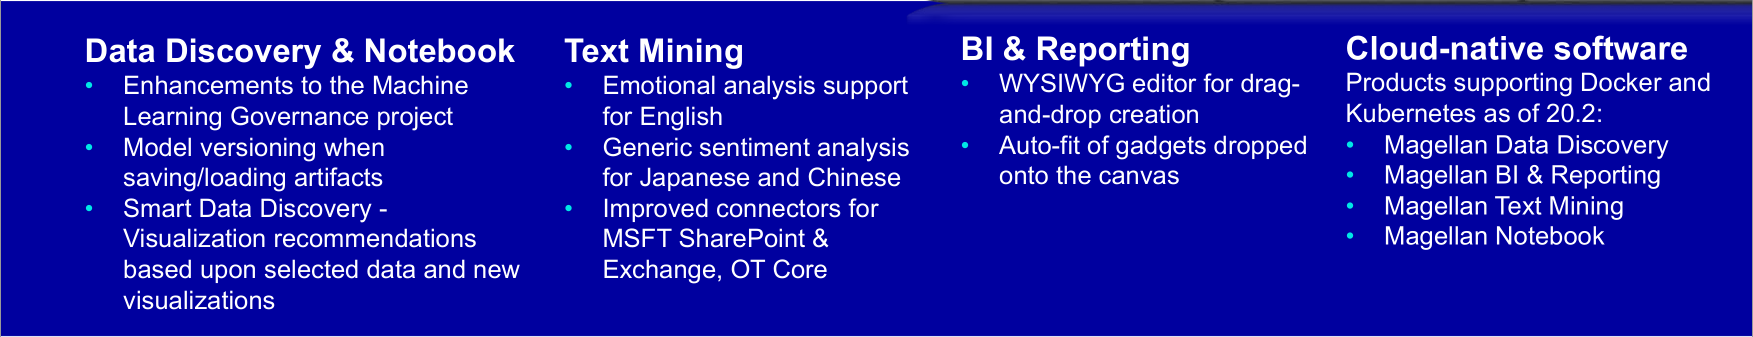 Data Discovery & Notebook
• Enhancements to the Machine
Learning Governance project
• Model versioning when
saving/loading artifacts
• Smart Data Discovery -
Visualization recommendations
based upon selected data and new
visualizations
Text Mining
• Emotional analysis support
for English
• Generic sentiment analysis
for Japanese and Chinese
• Improved connectors for
MSFT SharePoint &
Exchange, OT Core
BI & Reporting
• WYSIWYG editor for drag-
and-drop creation
• Auto-fit of gadgets dropped
onto the canvas
Cloud-native software
Products supporting Docker and
Kubernetes as of 20.2:
• Magellan Data Discovery
• Magellan BI & Reporting
• Magellan Text Mining
• Magellan Notebook